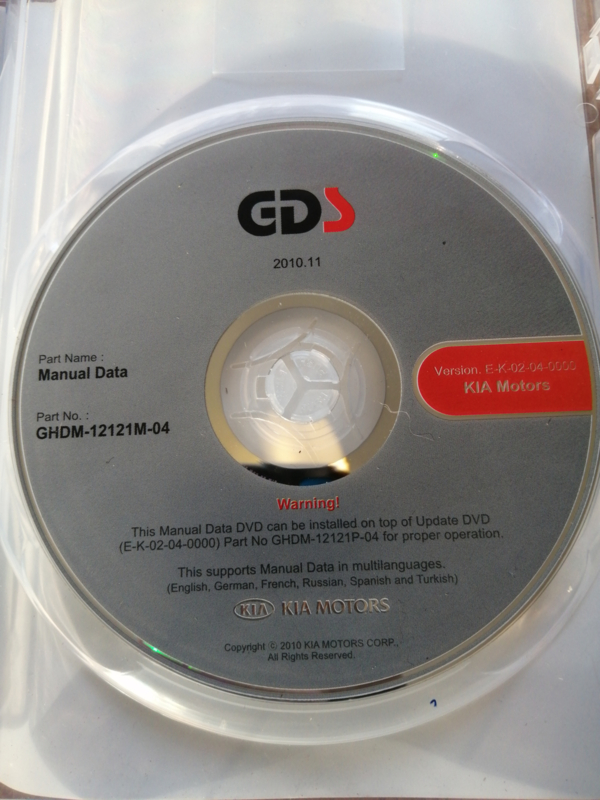 GDS
2010.11
Part Name :
Manual Data
Part No. :
GHDM-12121M-04
Version. E-K-02-04-0000
KIA Motors
Warning!
This Manual Data DVD can be installed on top of Update DVD
(E-K-02-04-0000) Part No GHDM-12121P-04 for proper operation.
This supports Manual Data in multilanguages.
(English, German, French, Russian, Spanish and Turkish)
KIA KIA MOTORS
Copyright © 2010 KIA MOTORS CORP.,
All Rights Reserved.